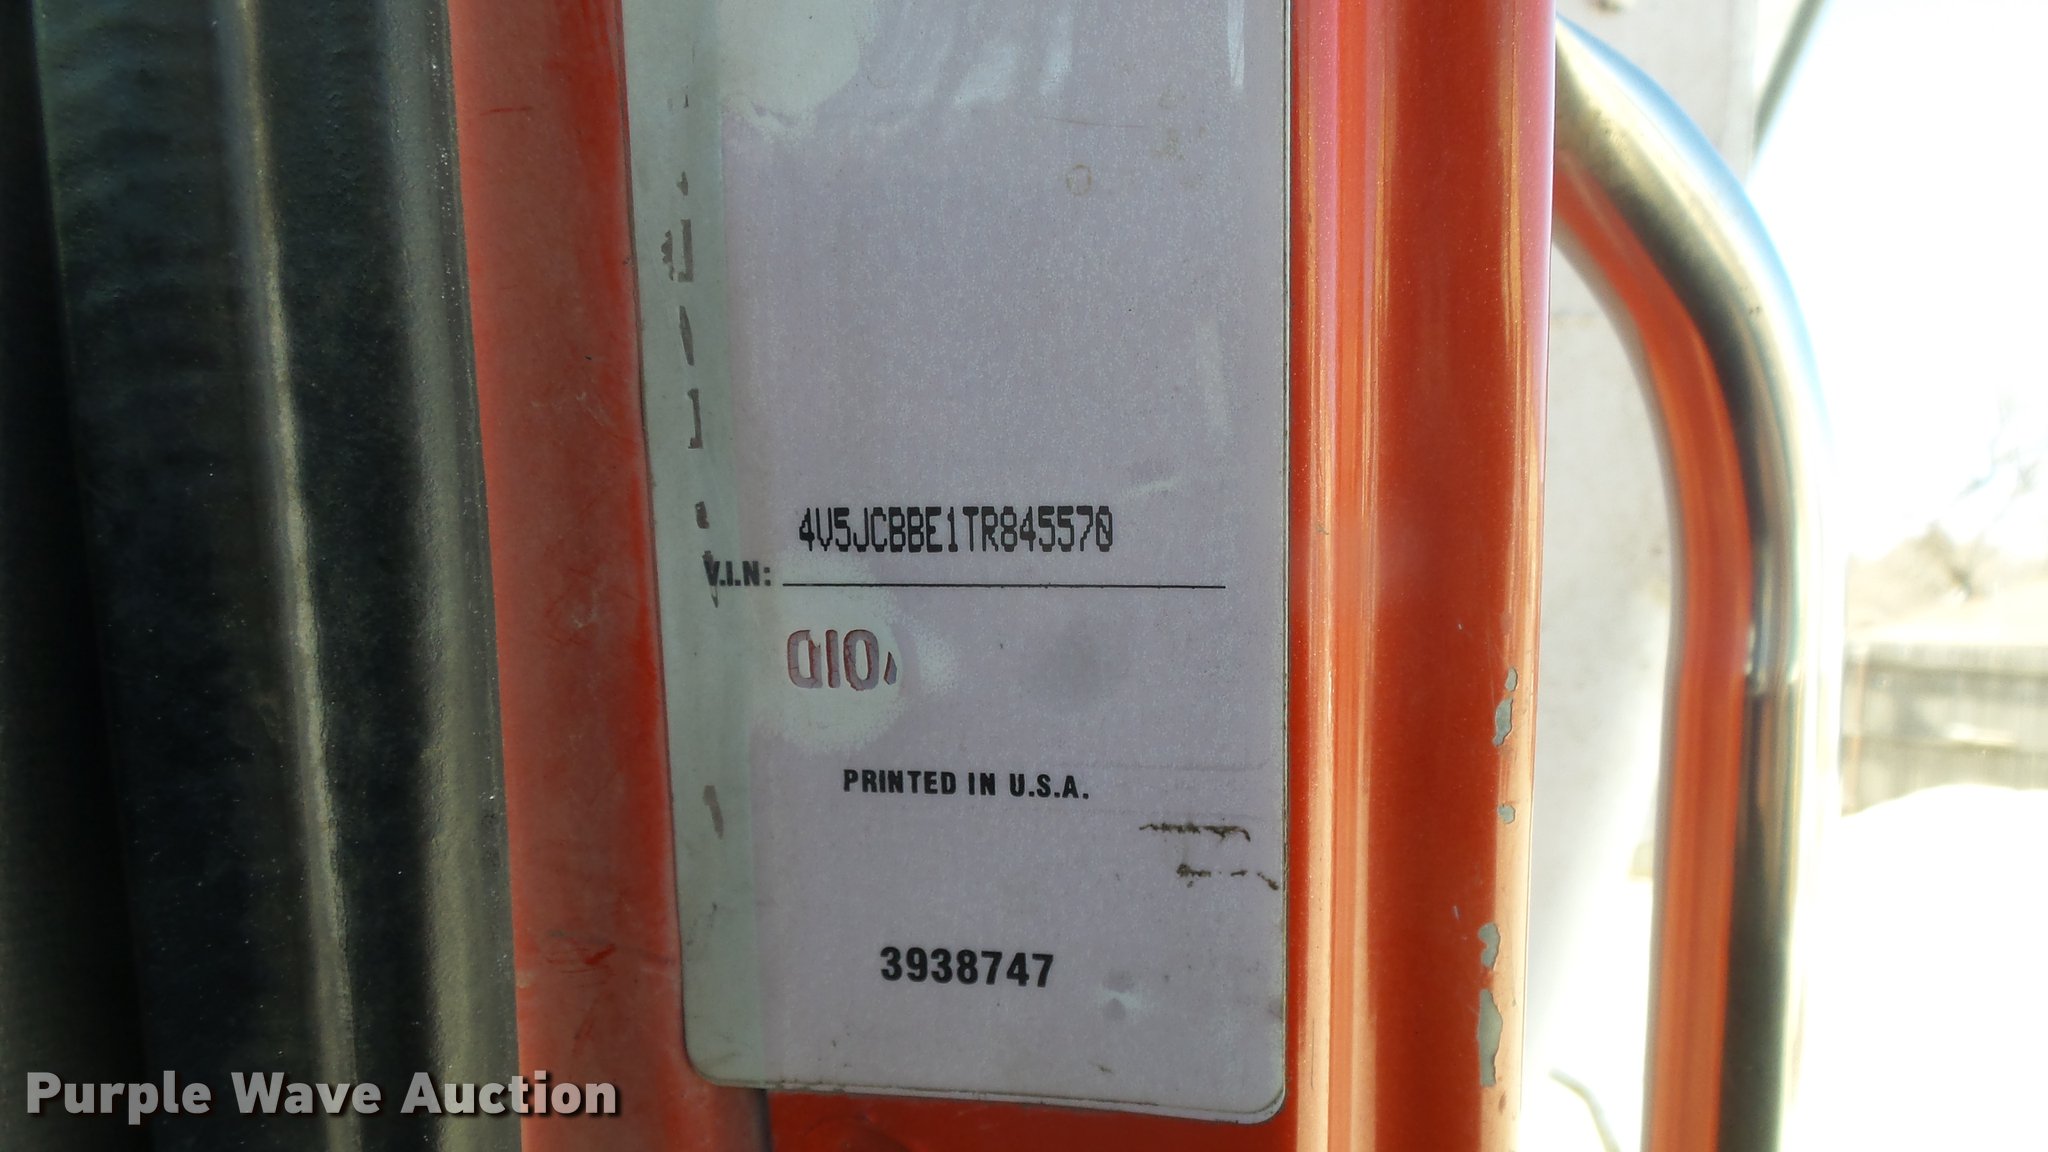 4V5JCBBE1TR845570
V.I.N:
PRINTED IN U.S.A.
3938747
Purple Wave Auction